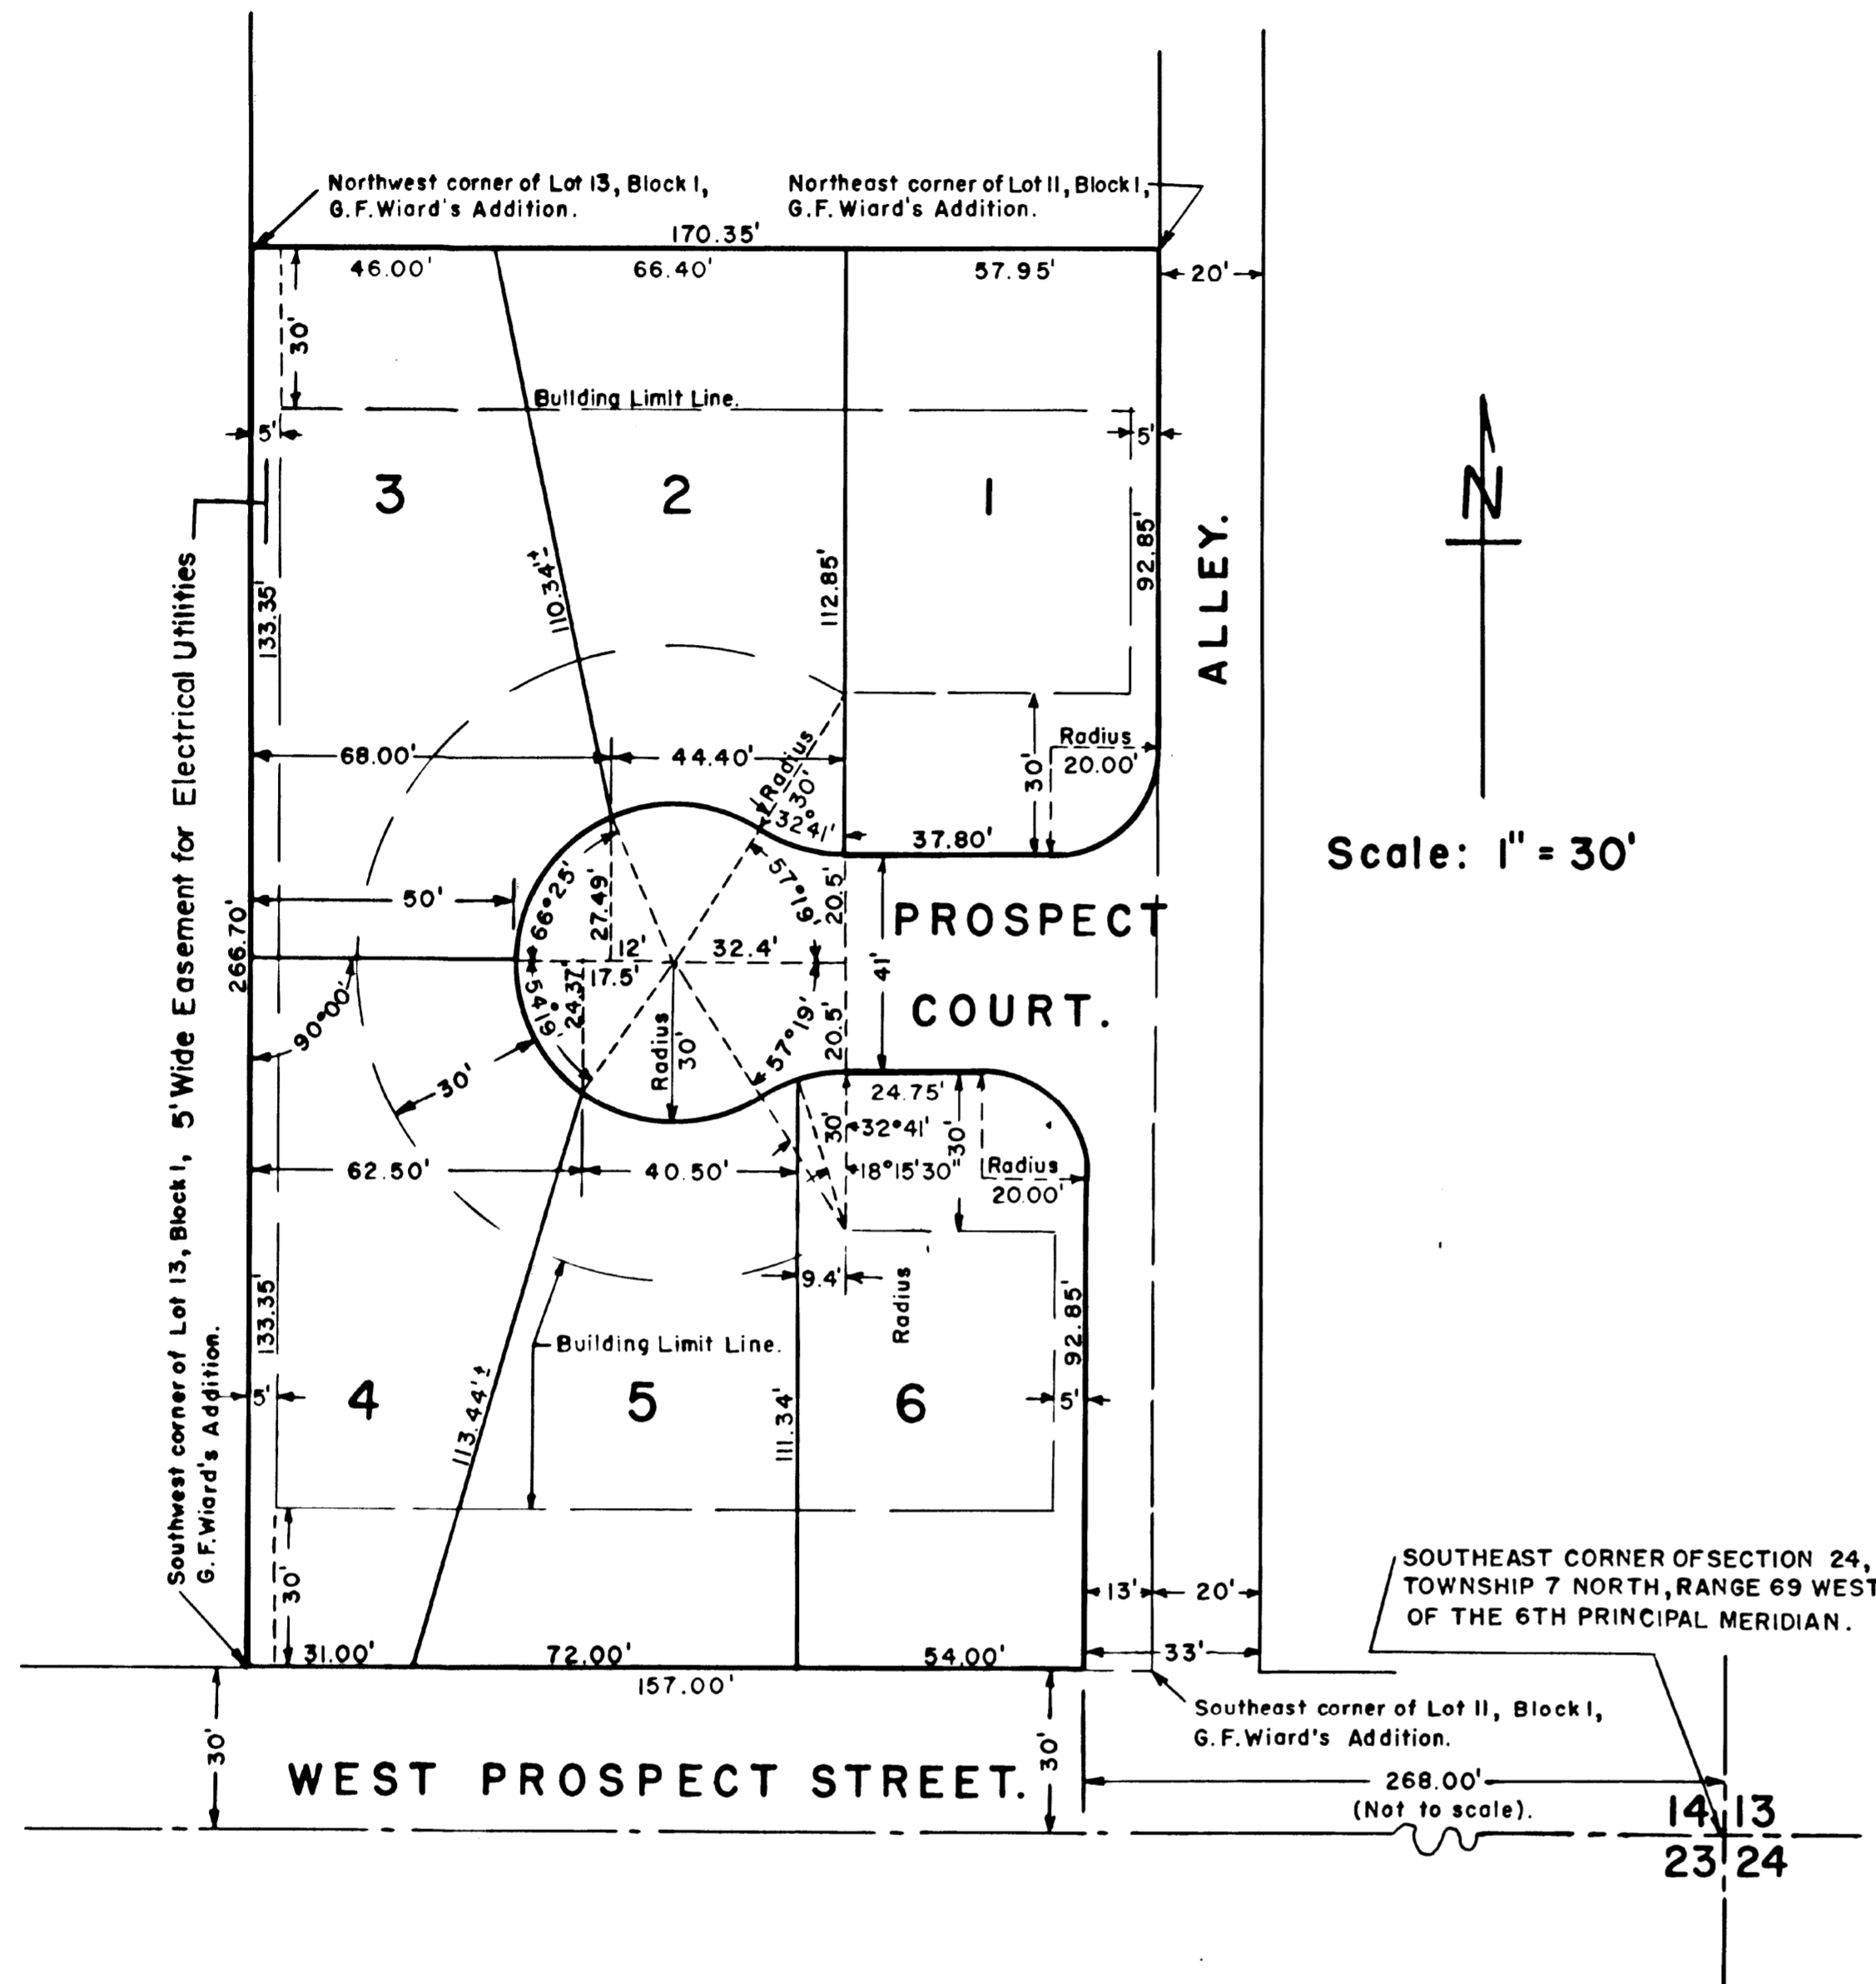 Northwest corner of Lot 13, Block 1,
G.F. Wiard's Addition.
Northeast corner of Lot 11, Block 1,
G.F. Wiard's Addition.
170.35'
46.00'
66.40'
57.95'
20'
30'
Building Limit Line.
5'
5'
3
2
1
N
92.85'
ALLEY.
110.34'±
112.85'
133.35'
5' Wide Easement for Electrical Utilities
68.00'
44.40'
Radius
30'
32°41'
30'
Radius
20.00'
37.80'
Scale: 1" = 30'
50'
66°25'
27.49'
57°19'
20.5'
PROSPECT
COURT.
266.70'
12'
32.4'
17.5'
41'
90°00'
54°19'
24.37'
57°19'
20.5'
Radius
30'
30'
24.75'
30'
32°41'
30'
18°15'30"
Radius
20.00'
62.50'
40.50'
9.4'
Radius
133.35'
Building Limit Line.
92.85'
5'
4
5
6
5'
113.44'±
111.34'
Southwest corner of Lot 13, Block 1,
G.F. Wiard's Addition.
30'
13'
20'
31.00'
72.00'
54.00'
33'
157.00'
SOUTHEAST CORNER OF SECTION 24,
TOWNSHIP 7 NORTH, RANGE 69 WEST
OF THE 6TH PRINCIPAL MERIDIAN.
Southeast corner of Lot 11, Block 1,
G.F. Wiard's Addition.
30'
WEST PROSPECT STREET.
30'
268.00'
(Not to scale).
14 13
23 24